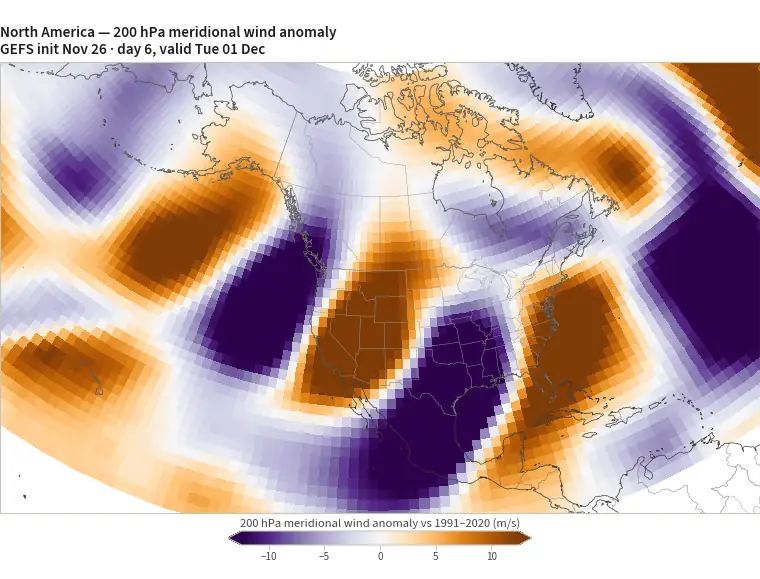 North America — 200 hPa meridional wind anomaly
GEFS init Nov 26 · day 6, valid Tue 01 Dec
200 hPa meridional wind anomaly vs 1991–2020 (m/s)
−10 −5 0 5 10